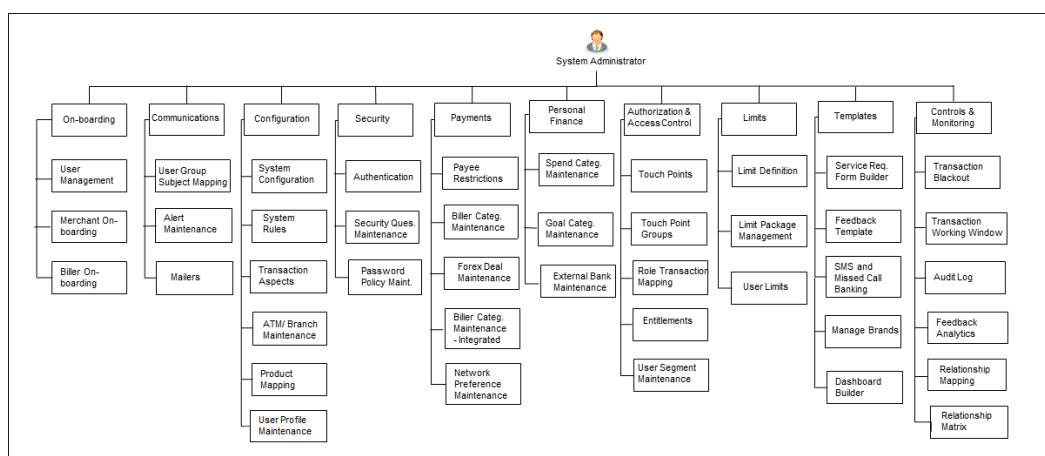 System Administrator
On-boarding
User
Management
Merchant On-
boarding
Biller On-
boarding
Communications
User Group
Subject Mapping
Alert
Maintenance
Mailers
Configuration
System
Configuration
System
Rules
Transaction
Aspects
ATM/ Branch
Maintenance
Product
Mapping
User Profile
Maintenance
Security
Authentication
Security Ques.
Maintenance
Password
Policy Maint.
Payments
Payee
Restrictions
Biller Categ.
Maintenance
Forex Deal
Maintenance
Biller Categ.
Maintenance
- Integrated
Network
Preference
Maintenance
Personal
Finance
Spend Categ.
Maintenance
Goal Categ.
Maintenance
External Bank
Maintenance
Authorization &
Access Control
Touch Points
Touch Point
Groups
Role Transaction
Mapping
Entitlements
User Segment
Maintenance
Limits
Limit Definition
Limit Package
Management
User Limits
Templates
Service Req.
Form Builder
Feedback
Template
SMS and
Missed Call
Banking
Manage Brands
Dashboard
Builder
Controls &
Monitoring
Transaction
Blackout
Transaction
Working Window
Audit Log
Feedback
Analytics
Relationship
Mapping
Relationship
Matrix